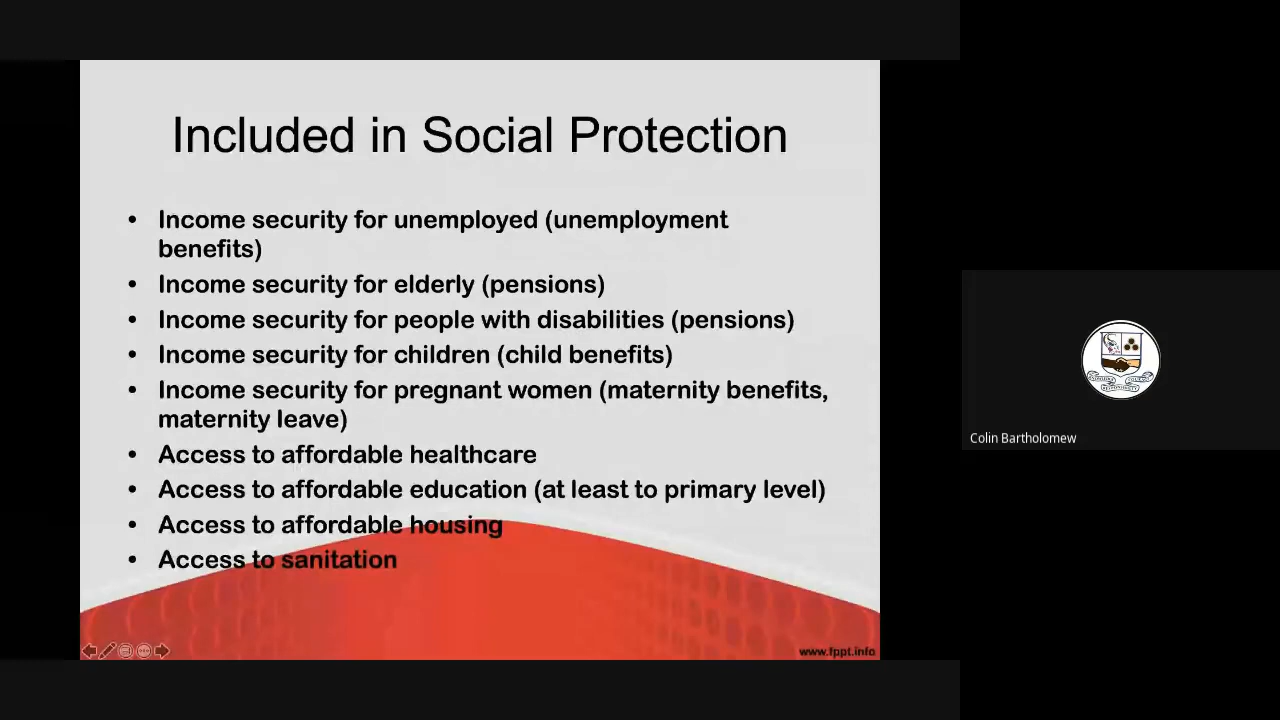 Included in Social Protection
• Income security for unemployed (unemployment
benefits)
• Income security for elderly (pensions)
• Income security for people with disabilities (pensions)
• Income security for children (child benefits)
• Income security for pregnant women (maternity benefits,
maternity leave)
• Access to affordable healthcare
• Access to affordable education (at least to primary level)
• Access to affordable housing
• Access to sanitation
www.fppt.info
Colin Bartholomew